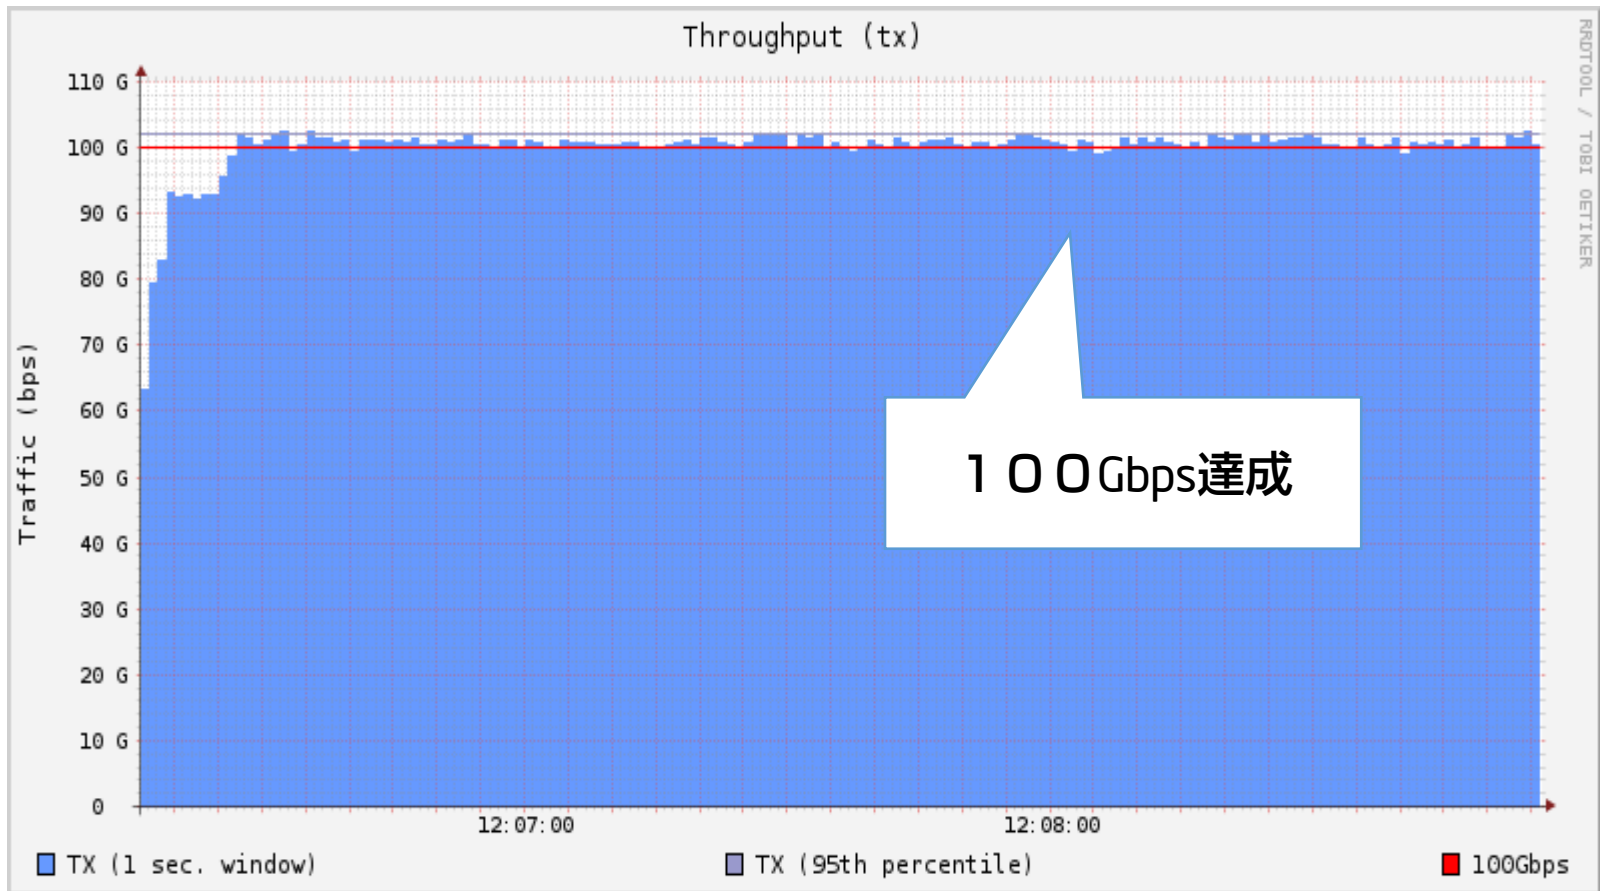 Throughput (tx)
RRDTOOL / TOBI OETIKER
Traffic (bps)
110 G
100 G
90 G
80 G
70 G
60 G
50 G
40 G
30 G
20 G
10 G
0
１００Gbps達成
12:07:00
12:08:00
TX (1 sec. window)
TX (95th percentile)
100Gbps